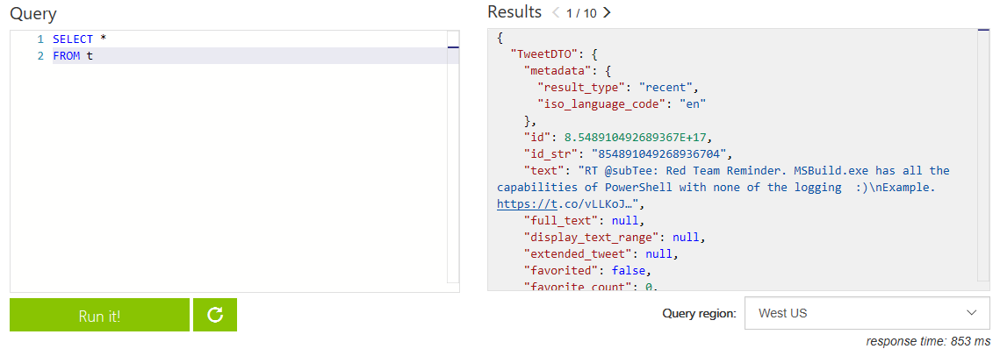 Query
1 SELECT *
2 FROM t
Run it!
Results 1 / 10
{
"TweetDTO": {
"metadata": {
"result_type": "recent",
"iso_language_code": "en"
},
"id": 8.548910492689367E+17,
"id_str": "854891049268936704",
"text": "RT @subTee: Red Team Reminder. MSBuild.exe has all the
capabilities of PowerShell with none of the logging  :)\nExample.
https://t.co/vLLKoJ…",
"full_text": null,
"display_text_range": null,
"extended_tweet": null,
"favorited": false,
"favorite_count": 0,
Query region: West US
response time: 853 ms